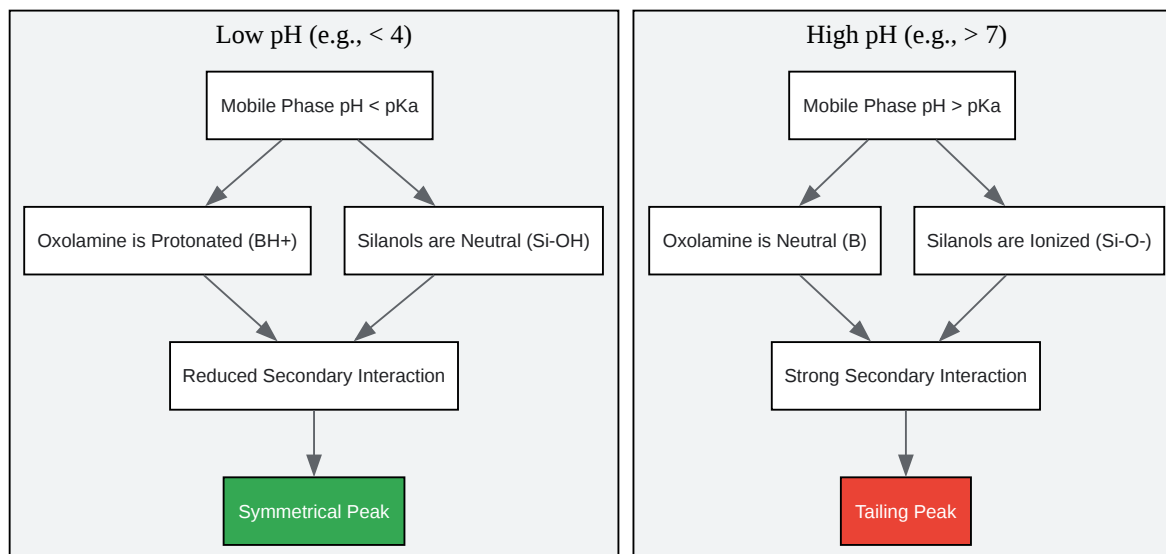 Low pH (e.g., < 4)
Mobile Phase pH < pKa
Oxolamine is Protonated (BH+)
Silanols are Neutral (Si-OH)
Reduced Secondary Interaction
Symmetrical Peak
High pH (e.g., > 7)
Mobile Phase pH > pKa
Oxolamine is Neutral (B)
Silanols are Ionized (Si-O-)
Strong Secondary Interaction
Tailing Peak